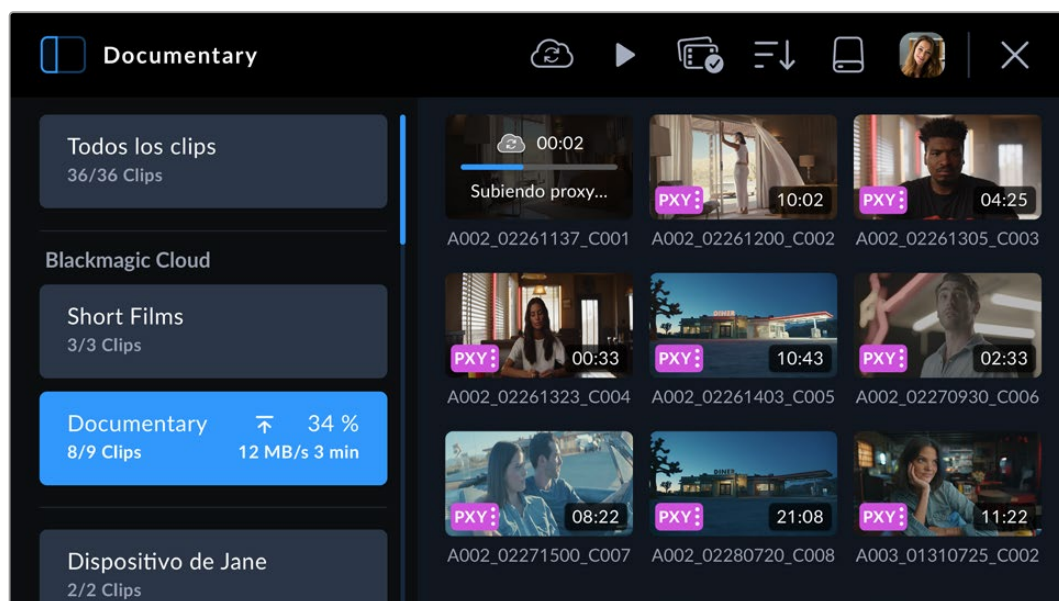 Documentary
Todos los clips
36/36 Clips
Blackmagic Cloud
Short Films
3/3 Clips
Documentary 34 %
8/9 Clips 12 MB/s 3 min
Dispositivo de Jane
2/2 Clips
00:02
Subiendo proxy...
PXY 10:02
PXY 04:25
A002_02261137_C001 A002_02261200_C002 A002_02261305_C003
PXY 00:33
DINER
PXY 10:43
PXY 02:33
A002_02261323_C004 A002_02261403_C005 A002_02270930_C006
PXY 08:22
DINER
PXY 21:08
PXY 11:22
A002_02271500_C007 A002_02280720_C008 A003_01310725_C002